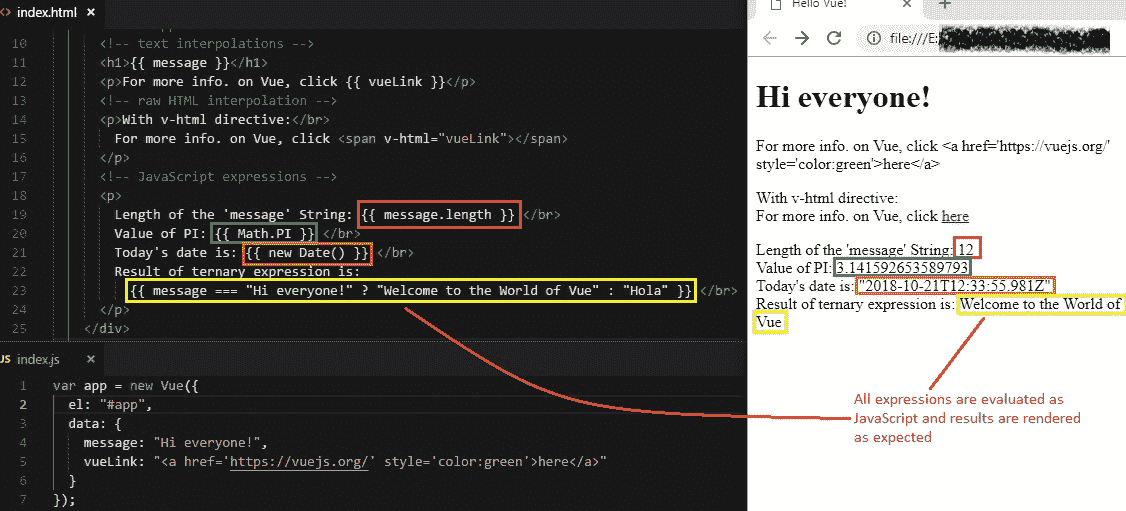 index.html ×
10 <!-- text interpolations -->
11 <h1>{{ message }}</h1>
12 <p>For more info. on Vue, click {{ vueLink }}</p>
13 <!-- raw HTML interpolation -->
14 <p>With v-html directive:</br>
15 For more info. on Vue, click <span v-html="vueLink"></span>
16 </p>
17 <!-- JavaScript expressions -->
18 <p>
19 Length of the 'message' String: {{ message.length }} </br>
20 Value of PI: {{ Math.PI }} </br>
21 Today's date is: {{ new Date() }} </br>
22 Result of ternary expression is:
23 {{ message === "Hi everyone!" ? "Welcome to the World of Vue" : "Hola" }} </br>
24 </p>
25 </div>
JS index.js ×
1 var app = new Vue({
2 el: "#app",
3 data: {
4 message: "Hi everyone!",
5 vueLink: "<a href='https://vuejs.org/' style='color:green'>here</a>"
6 }
7 });
Hello Vue!
file:///E:
Hi everyone!
For more info. on Vue, click <a href='https://vuejs.org/'
style='color:green'>here</a>
With v-html directive:
For more info. on Vue, click here
Length of the 'message' String: 12
Value of PI: 3.141592653589793
Today's date is: "2018-10-21T12:33:55.981Z"
Result of ternary expression is: Welcome to the World of
Vue
All expressions are evaluated as
JavaScript and results are rendered
as expected